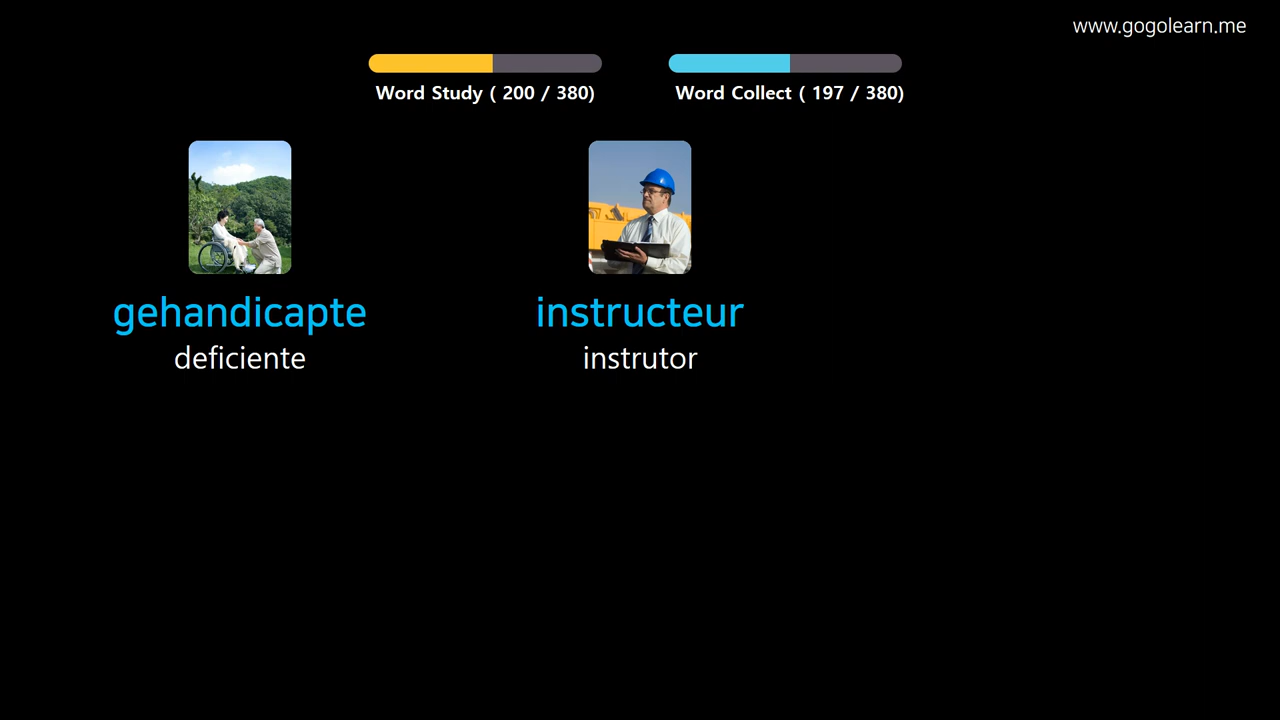 www.gogolearn.me
Word Study ( 200 / 380)
Word Collect ( 197 / 380)
gehandicapte
instructeur
deficiente
instrutor